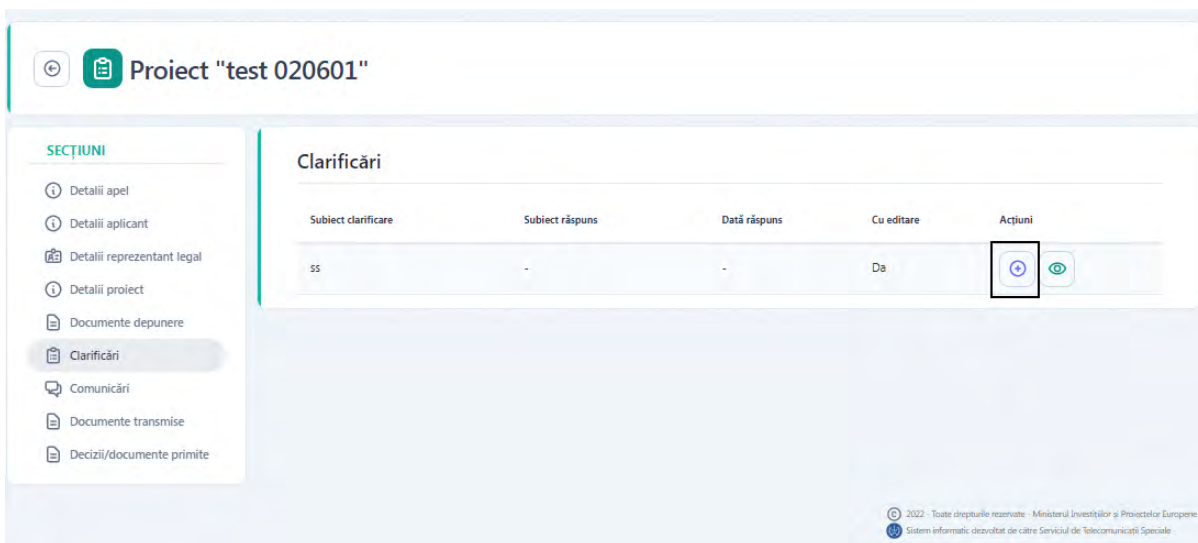 Proiect "test 020601"
SECȚIUNI
Detalii apel
Detalii aplicant
Detalii reprezentant legal
Detalii proiect
Documente depunere
Clarificări
Comunicări
Documente transmise
Decizii/documente primite
Clarificări
Subiect clarificare Subiect răspuns Dată răspuns Cu editare Acțiuni
ss - - Da
© 2022 - Toate drepturile rezervate - Ministerul Investițiilor și Proiectelor Europene
Sistem informatic dezvoltat de către Serviciul de Telecomunicații Speciale